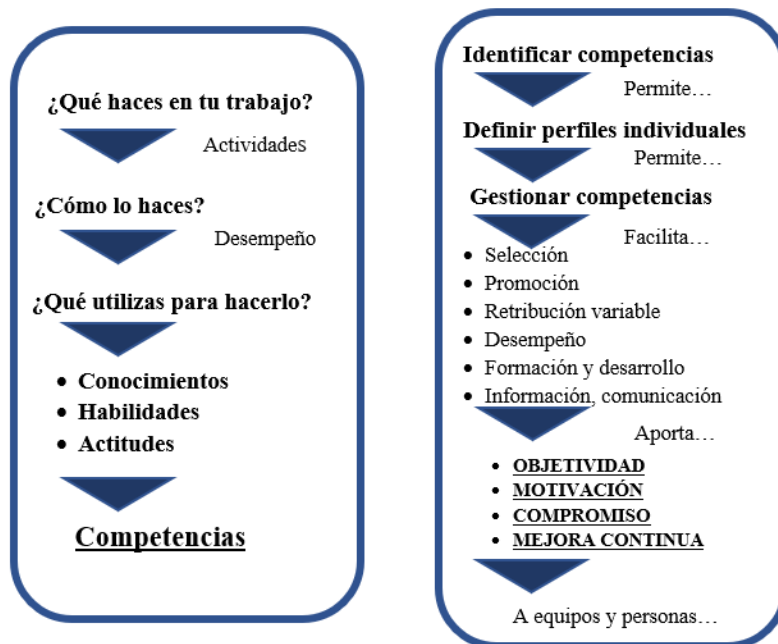 ¿Qué haces en tu trabajo?
Actividades
¿Cómo lo haces?
Desempeño
¿Qué utilizas para hacerlo?
• Conocimientos
• Habilidades
• Actitudes
Competencias
Identificar competencias
Permite…
Definir perfiles individuales
Permite…
Gestionar competencias
Facilita…
• Selección
• Promoción
• Retribución variable
• Desempeño
• Formación y desarrollo
• Información, comunicación
Aporta…
• OBJETIVIDAD
• MOTIVACIÓN
• COMPROMISO
• MEJORA CONTINUA
A equipos y personas…